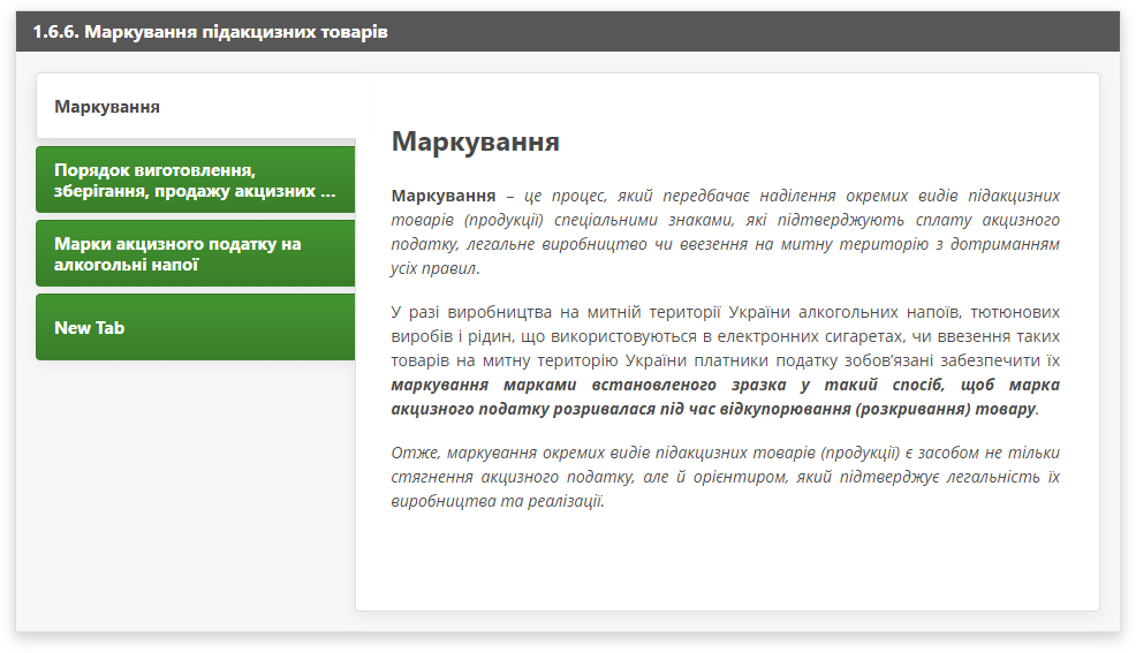 1.6.6. Маркування підакцизних товарів
Маркування
Порядок виготовлення,
зберігання, продажу акцизних ...
Марки акцизного податку на
алкогольні напої
New Tab
Маркування
Маркування – це процес, який передбачає наділення окремих видів підакцизних
товарів (продукції) спеціальними знаками, які підтверджують сплату акцизного
податку, легальне виробництво чи ввезення на митну територію з дотриманням
усіх правил.
У разі виробництва на митній території України алкогольних напоїв, тютюнових
виробів і рідин, що використовуються в електронних сигаретах, чи ввезення таких
товарів на митну територію України платники податку зобов’язані забезпечити їх
маркування марками встановленого зразка у такий спосіб, щоб марка
акцизного податку розривалася під час відкупорювання (розкривання) товару.
Отже, маркування окремих видів підакцизних товарів (продукції) є засобом не тільки
стягнення акцизного податку, але й орієнтиром, який підтверджує легальність їх
виробництва та реалізації.